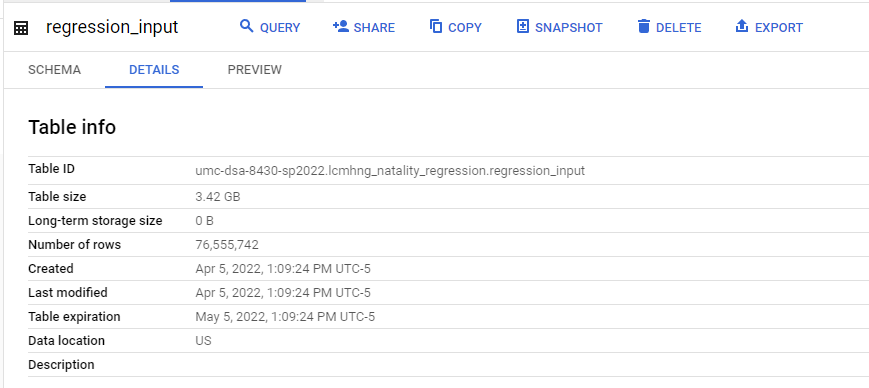 regression_input QUERY SHARE COPY SNAPSHOT DELETE EXPORT
SCHEMA DETAILS PREVIEW
Table info
Table ID umc-dsa-8430-sp2022.lcmhng_natality_regression.regression_input
Table size 3.42 GB
Long-term storage size 0 B
Number of rows 76,555,742
Created Apr 5, 2022, 1:09:24 PM UTC-5
Last modified Apr 5, 2022, 1:09:24 PM UTC-5
Table expiration May 5, 2022, 1:09:24 PM UTC-5
Data location US
Description